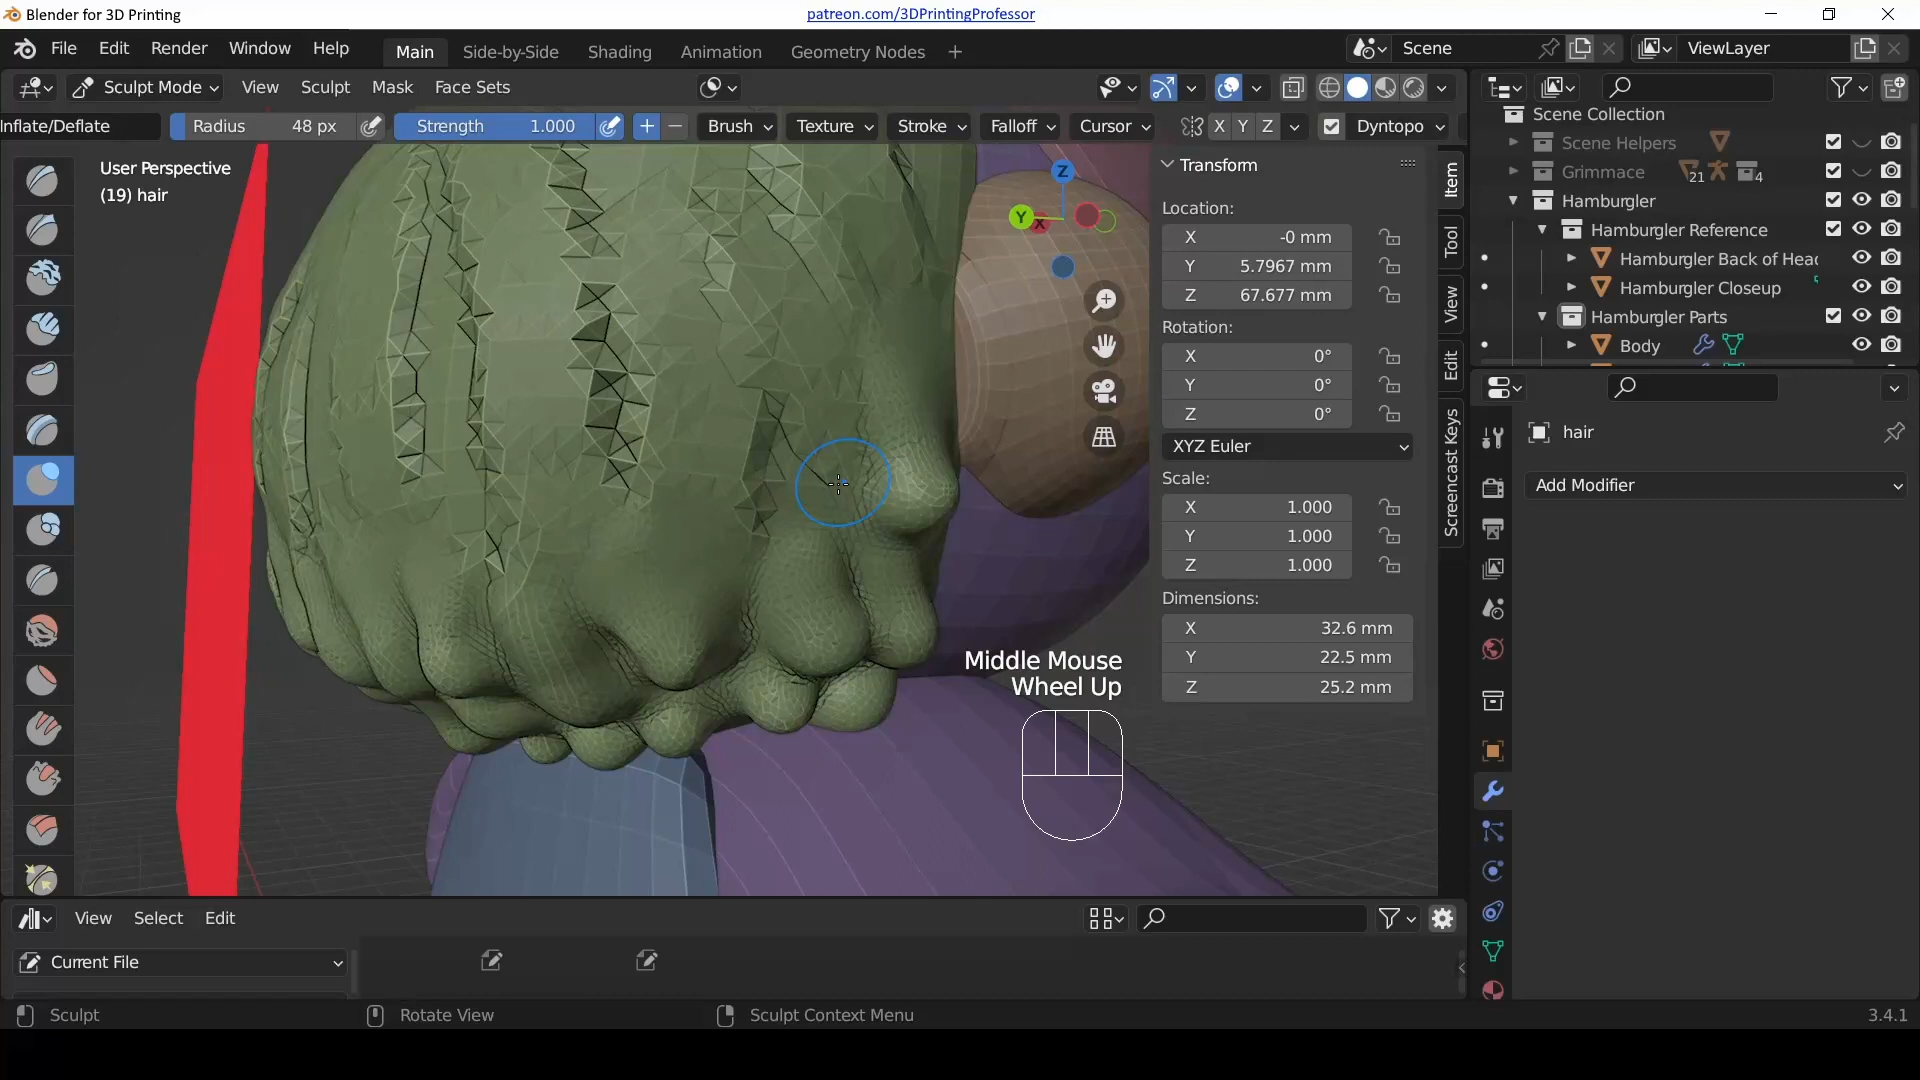 Blender for 3D Printing
patreon.com/3DPrintingProfessor
File Edit Render Window Help
Main Side-by-Side Shading Animation Geometry Nodes +
Scene
ViewLayer
Sculpt Mode View Sculpt Mask Face Sets
Inflate/Deflate Radius 48 px Strength 1.000 + − Brush Texture Stroke Falloff Cursor X Y Z Dyntopo
User Perspective
(19) hair
Z
Y
X
Transform
Location:
X -0 mm
Y 5.7967 mm
Z 67.677 mm
Rotation:
X 0°
Y 0°
Z 0°
XYZ Euler
Scale:
X 1.000
Y 1.000
Z 1.000
Dimensions:
X 32.6 mm
Y 22.5 mm
Z 25.2 mm
Item
Tool
View
Edit
Screencast Keys
Middle Mouse
Wheel Up
Scene Collection
Scene Helpers
Grimmace 21 4
Hamburgler
Hamburgler Reference
Hamburgler Back of Head
Hamburgler Closeup
Hamburgler Parts
Body
hair
Add Modifier
View Select Edit
Current File
Sculpt Rotate View Sculpt Context Menu 3.4.1